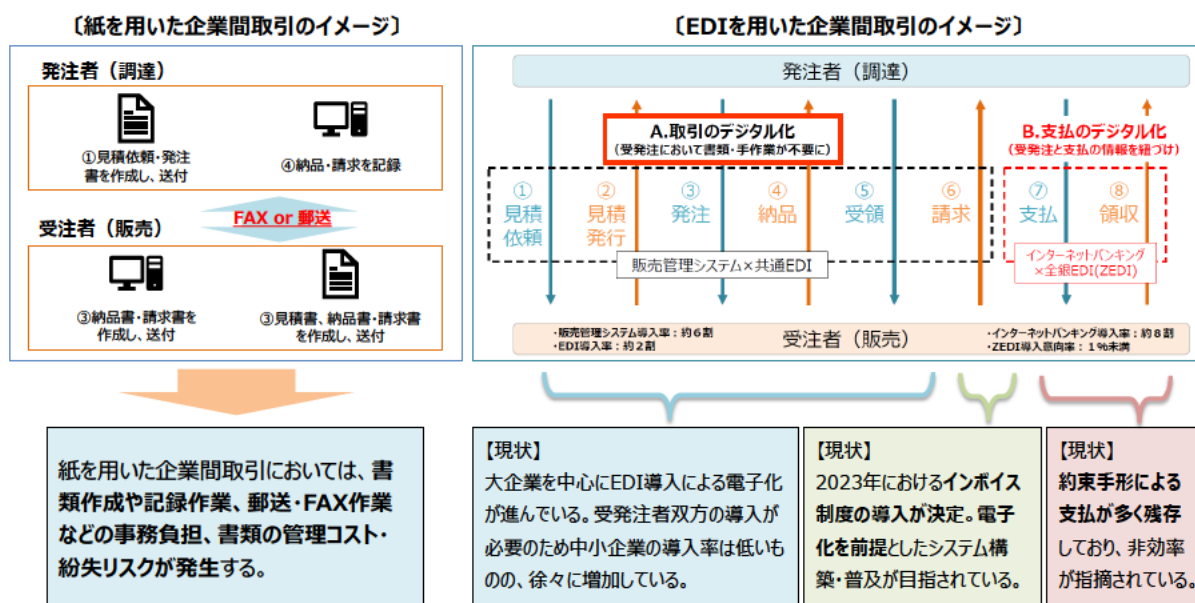 〔紙を用いた企業間取引のイメージ〕
発注者（調達）
①見積依頼・発注
書を作成し、送付
④納品・請求を記録
FAX or 郵送
受注者（販売）
③納品書・請求書を
作成し、送付
③見積書、納品書・請求書
を作成し、送付
紙を用いた企業間取引においては、書
類作成や記録作業、郵送・FAX作業
などの事務負担、書類の管理コスト・
紛失リスクが発生する。
〔EDIを用いた企業間取引のイメージ〕
発注者（調達）
A.取引のデジタル化
（受発注において書類・手作業が不要に）
B.支払のデジタル化
（受発注と支払の情報を紐づけ）
①
見積
依頼
②
見積
発行
③
発注
④
納品
⑤
受領
⑥
請求
⑦
支払
⑧
領収
販売管理システム×共通EDI
インターネットバンキング
×全銀EDI(ZEDI)
・販売管理システム導入率：約６割
・EDI導入率：約２割
受注者（販売）
・インターネットバンキング導入率：約８割
・ZEDI導入意向率：１％未満
【現状】
大企業を中心にEDI導入による電子化
が進んでいる。受発注者双方の導入が
必要のため中小企業の導入率は低いも
のの、徐々に増加している。
【現状】
2023年におけるインボイス
制度の導入が決定。電子
化を前提としたシステム構
築・普及が目指されている。
【現状】
約束手形による
支払が多く残存
しており、非効率
が指摘されている。